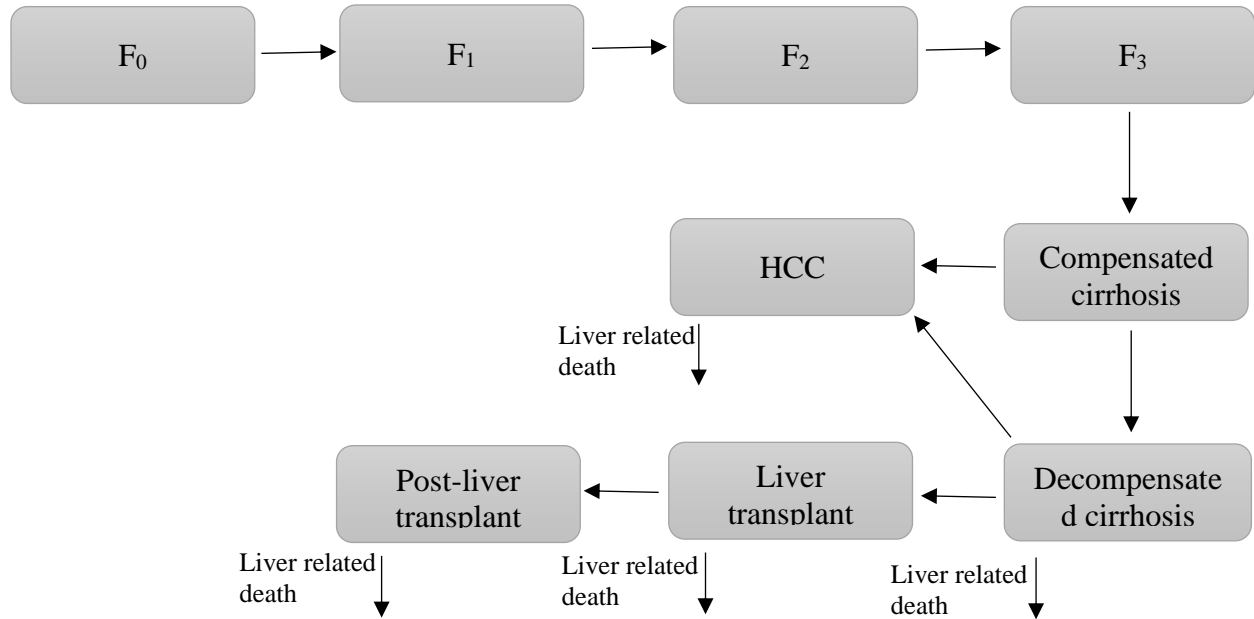 F₀
F₁
F₂
F₃
HCC
Compensated
cirrhosis
Liver related
death
Post-liver
transplant
Liver
transplant
Decompensate
d cirrhosis
Liver related
death
Liver related
death
Liver related
death